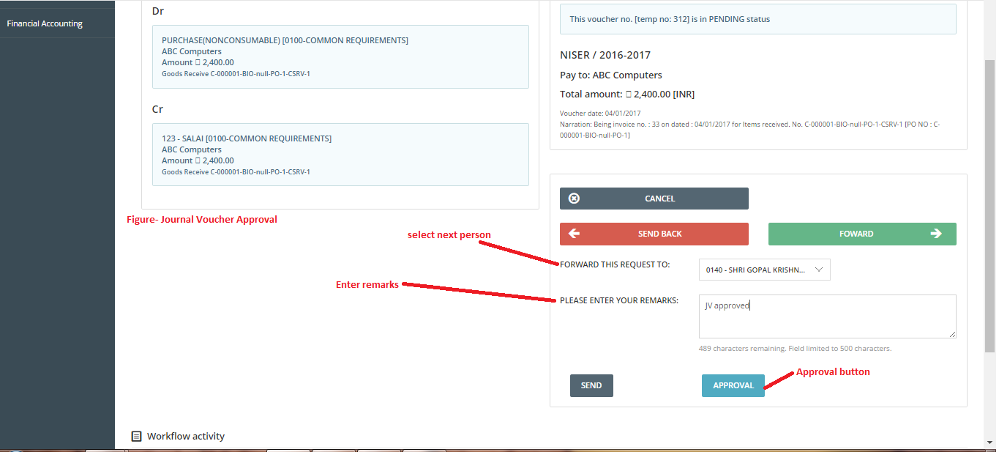 Financial Accounting
Dr
PURCHASE(NONCONSUMABLE) [0100-COMMON REQUIREMENTS]
ABC Computers
Amount 2,400.00
Goods Receive C-000001-BIO-null-PO-1-CSRV-1
Cr
123 - SALAI [0100-COMMON REQUIREMENTS]
ABC Computers
Amount 2,400.00
Goods Receive C-000001-BIO-null-PO-1-CSRV-1
Figure- Journal Voucher Approval
This voucher no. [temp no: 312] is in PENDING status
NISER / 2016-2017
Pay to: ABC Computers
Total amount: 2,400.00 [INR]
Voucher date: 04/01/2017
Narration: Being invoice no. : 33 on dated : 04/01/2017 for Items received. No. C-000001-BIO-null-PO-1-CSRV-1 [PO NO : C-
000001-BIO-null-PO-1]
CANCEL
SEND BACK
FOWARD
select next person
FORWARD THIS REQUEST TO:
0140 - SHRI GOPAL KRISHN...
Enter remarks
PLEASE ENTER YOUR REMARKS:
JV approved
489 characters remaining. Field limited to 500 characters.
Approval button
SEND
APPROVAL
Workflow activity